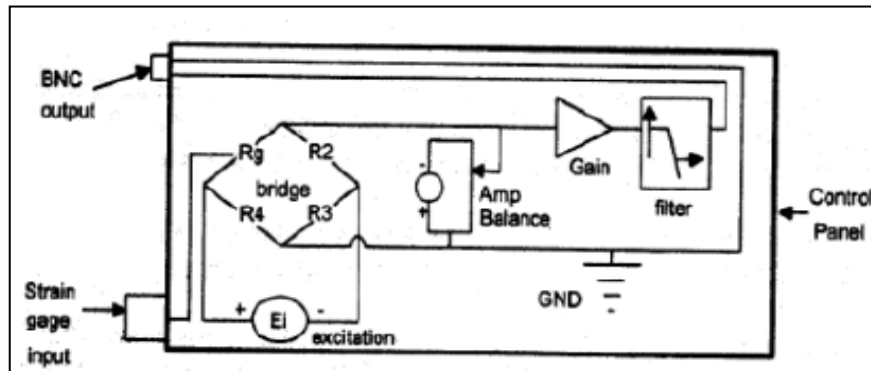 BNC
output
Rg
R2
bridge
R4
R3
-
+
Amp
Balance
Gain
filter
Control
Panel
Strain
gage
input
+
Ei
-
excitation
GND